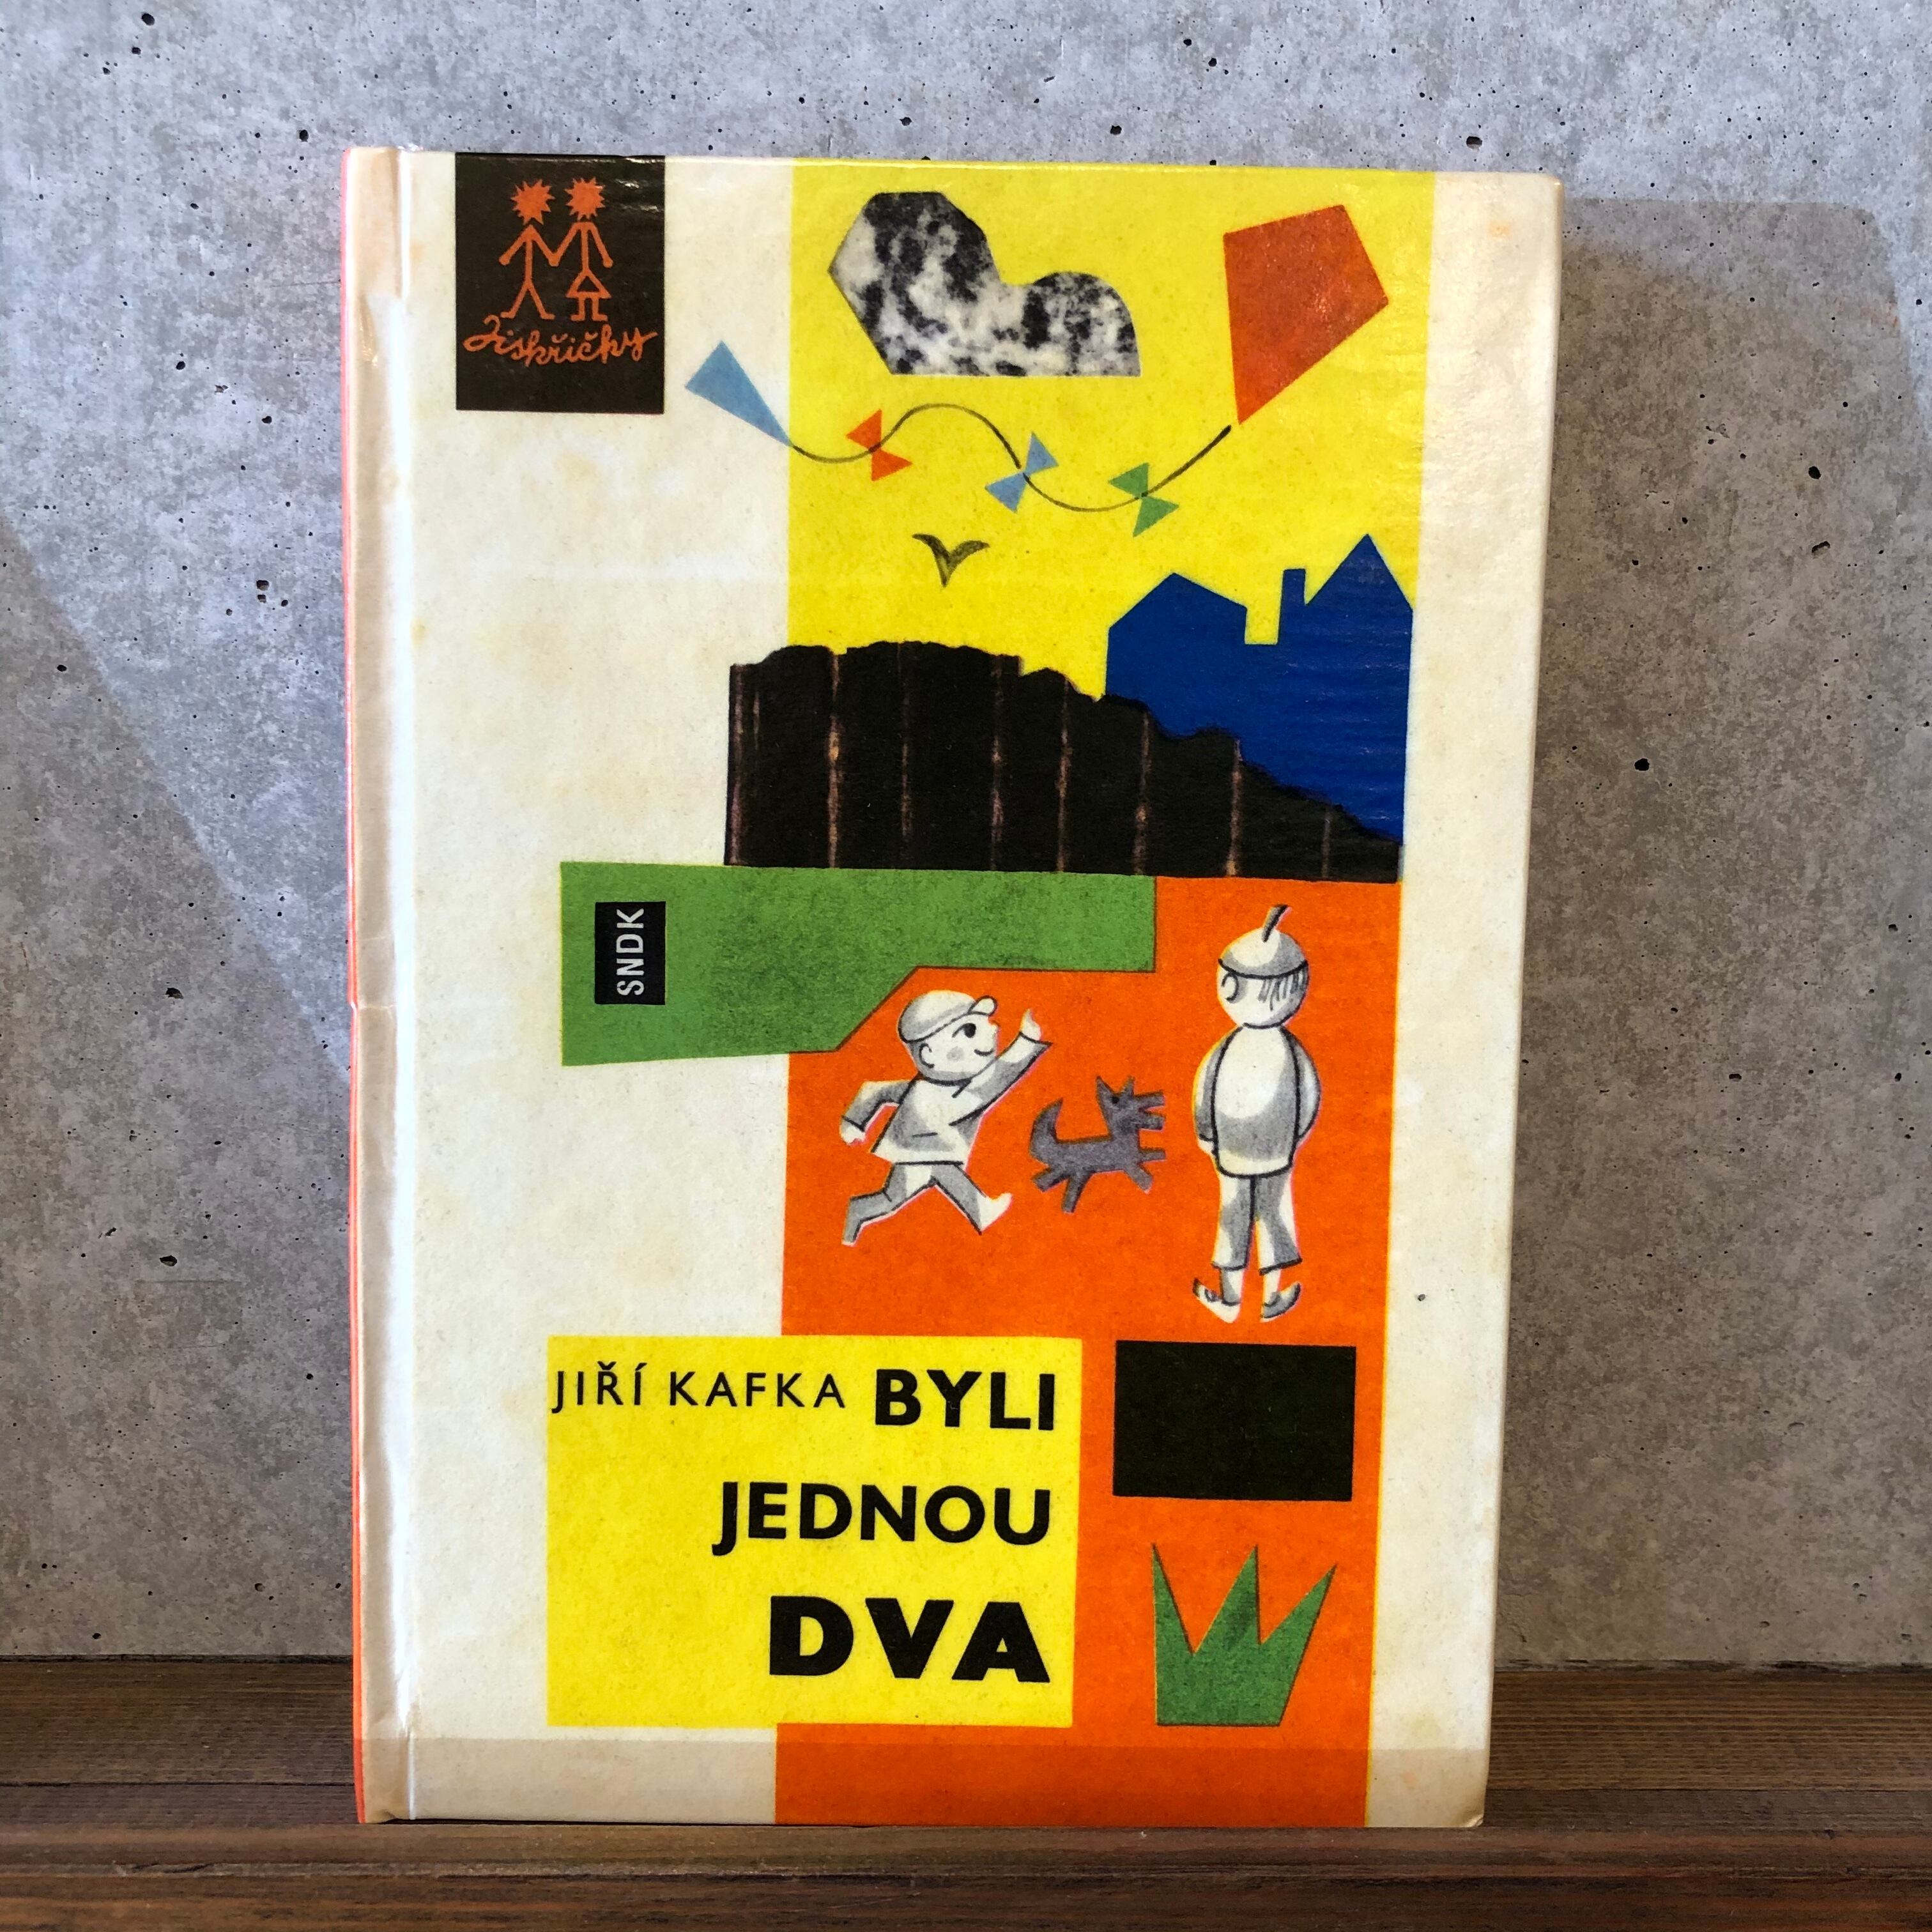 Jiskřičky
SNDK
JIŘÍ KAFKA BYLI
JEDNOU
DVA